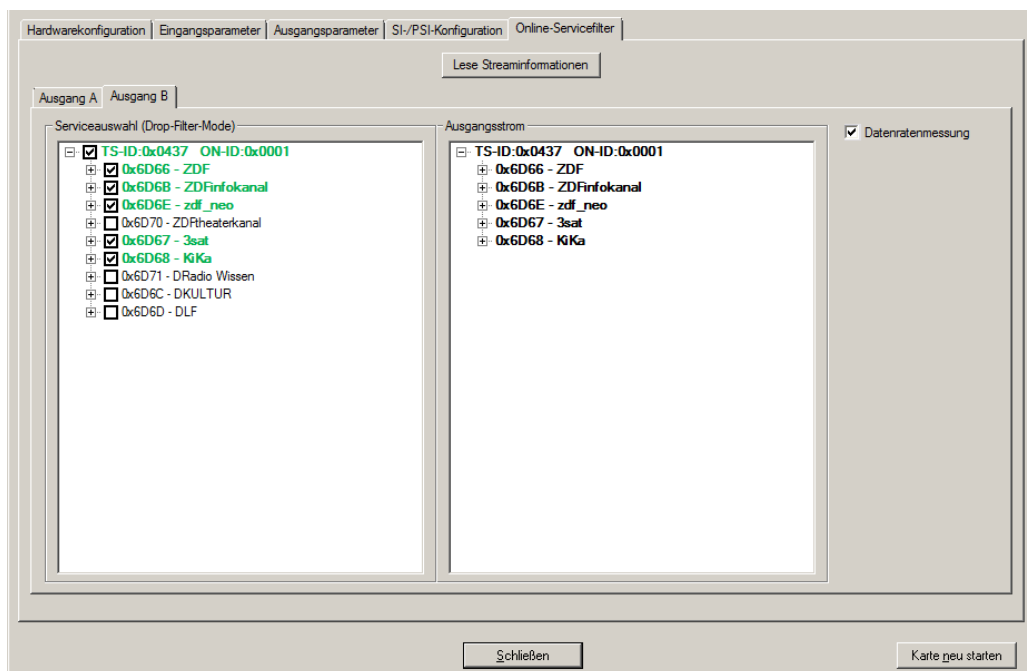 Hardwarekonfiguration Eingangsparameter Ausgangsparameter SI-/PSI-Konfiguration Online-Servicefilter
Lese Streaminformationen
Ausgang A Ausgang B
Serviceauswahl (Drop-Filter-Mode)
TS-ID:0x0437 ON-ID:0x0001
0x6D66 - ZDF
0x6D6B - ZDFinfokanal
0x6D6E - zdf_neo
0x6D70 - ZDFtheaterkanal
0x6D67 - 3sat
0x6D68 - KiKa
0x6D71 - DRadio Wissen
0x6D6C - DKULTUR
0x6D6D - DLF
Ausgangsstrom
TS-ID:0x0437 ON-ID:0x0001
0x6D66 - ZDF
0x6D6B - ZDFinfokanal
0x6D6E - zdf_neo
0x6D67 - 3sat
0x6D68 - KiKa
Datenratenmessung
Schließen
Karte neu starten